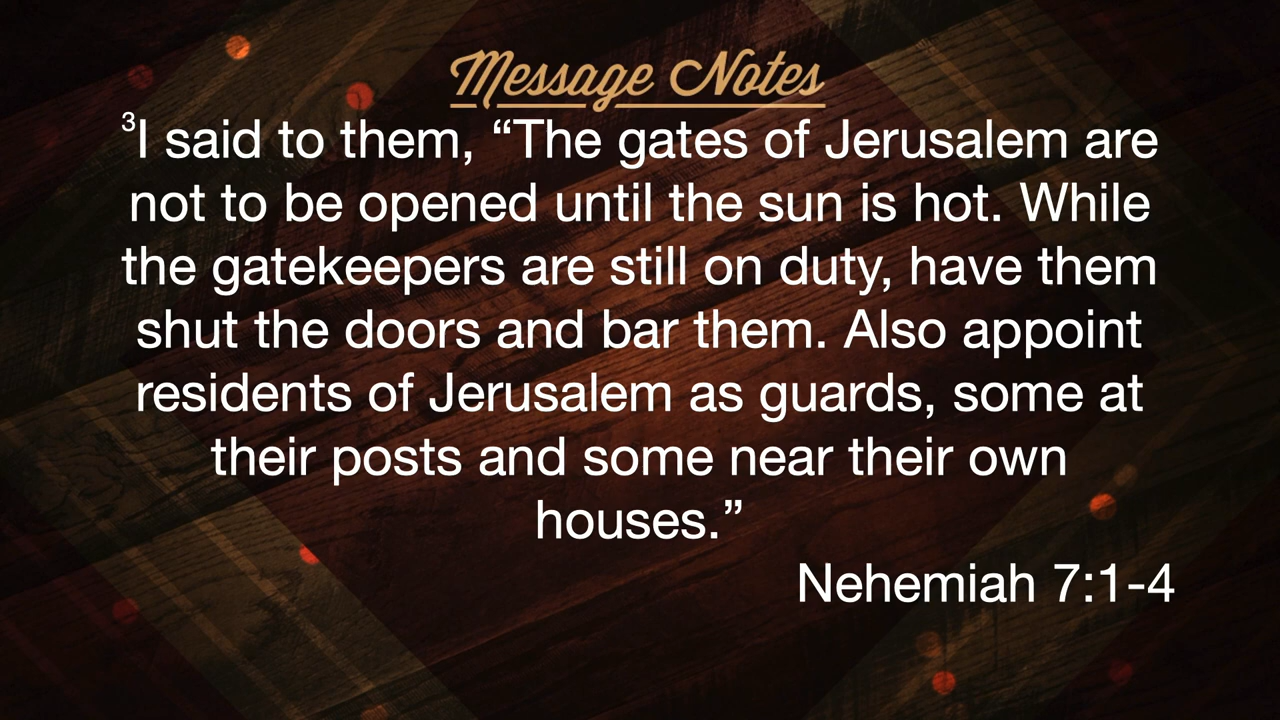 Message Notes
³I said to them, “The gates of Jerusalem are
not to be opened until the sun is hot. While
the gatekeepers are still on duty, have them
shut the doors and bar them. Also appoint
residents of Jerusalem as guards, some at
their posts and some near their own
houses.”
Nehemiah 7:1-4